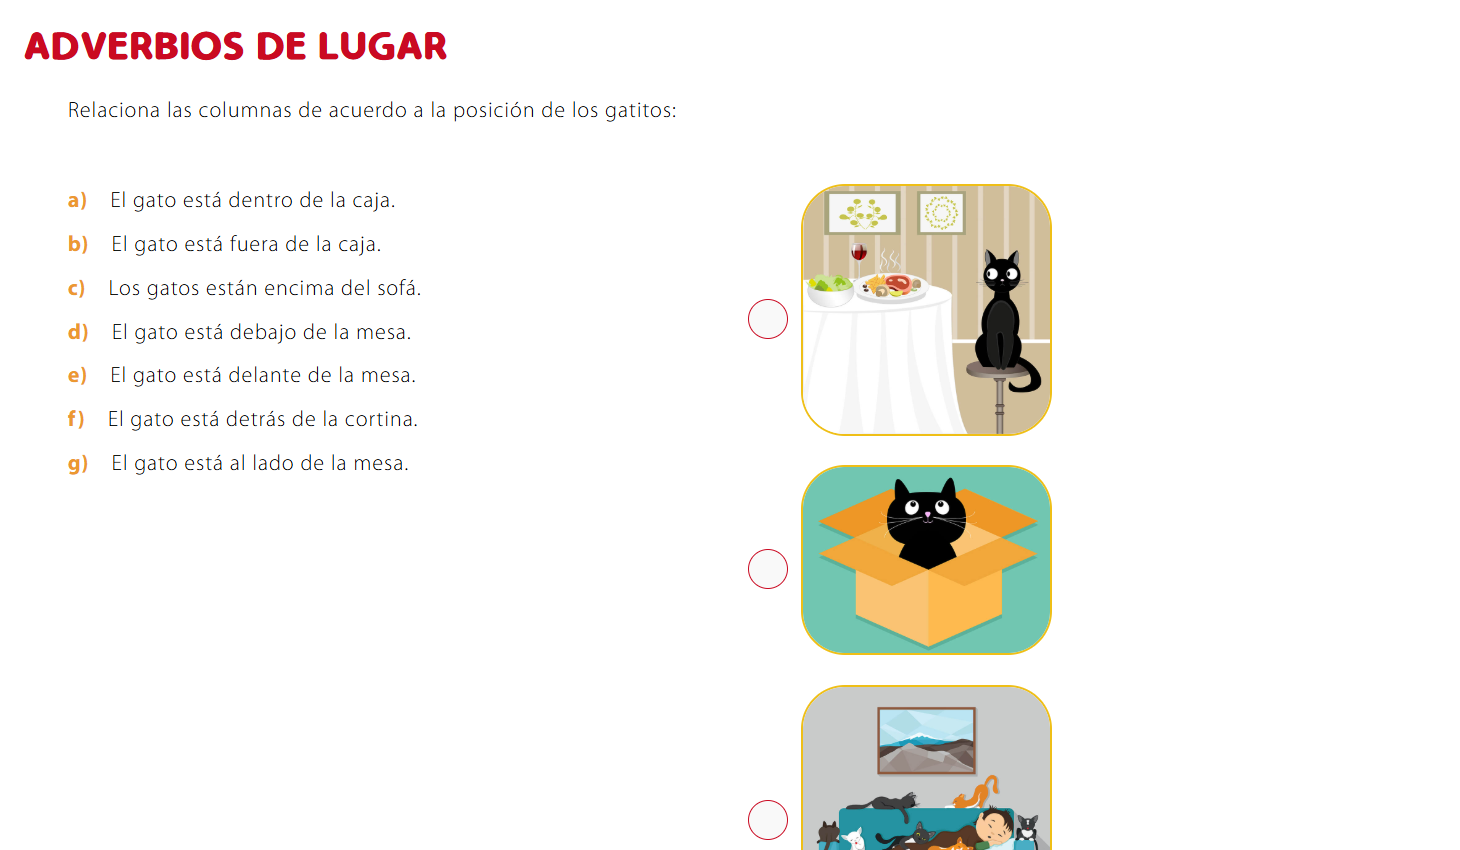 ADVERBIOS DE LUGAR
Relaciona las columnas de acuerdo a la posición de los gatitos:
a) El gato está dentro de la caja.
b) El gato está fuera de la caja.
c) Los gatos están encima del sofá.
d) El gato está debajo de la mesa.
e) El gato está delante de la mesa.
f) El gato está detrás de la cortina.
g) El gato está al lado de la mesa.